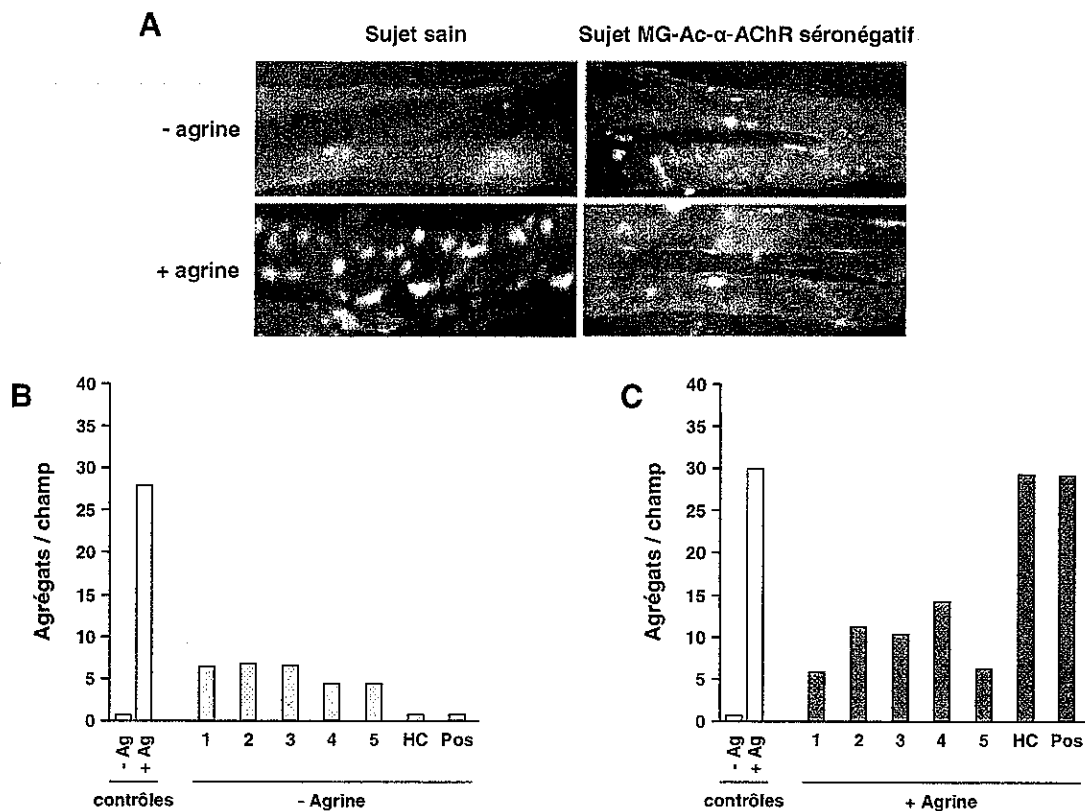 A
Sujet sain
Sujet MG-Ac-α-AChR séronégatif
- agrine
+ agrine
B
Agrégats / champ
40
35
30
25
20
15
10
5
0
- Ag
+ Ag
1 2 3 4 5 HC Pos
contrôles
- Agrine
C
Agrégats / champ
40
35
30
25
20
15
10
5
0
- Ag
+ Ag
1 2 3 4 5 HC Pos
contrôles
+ Agrine